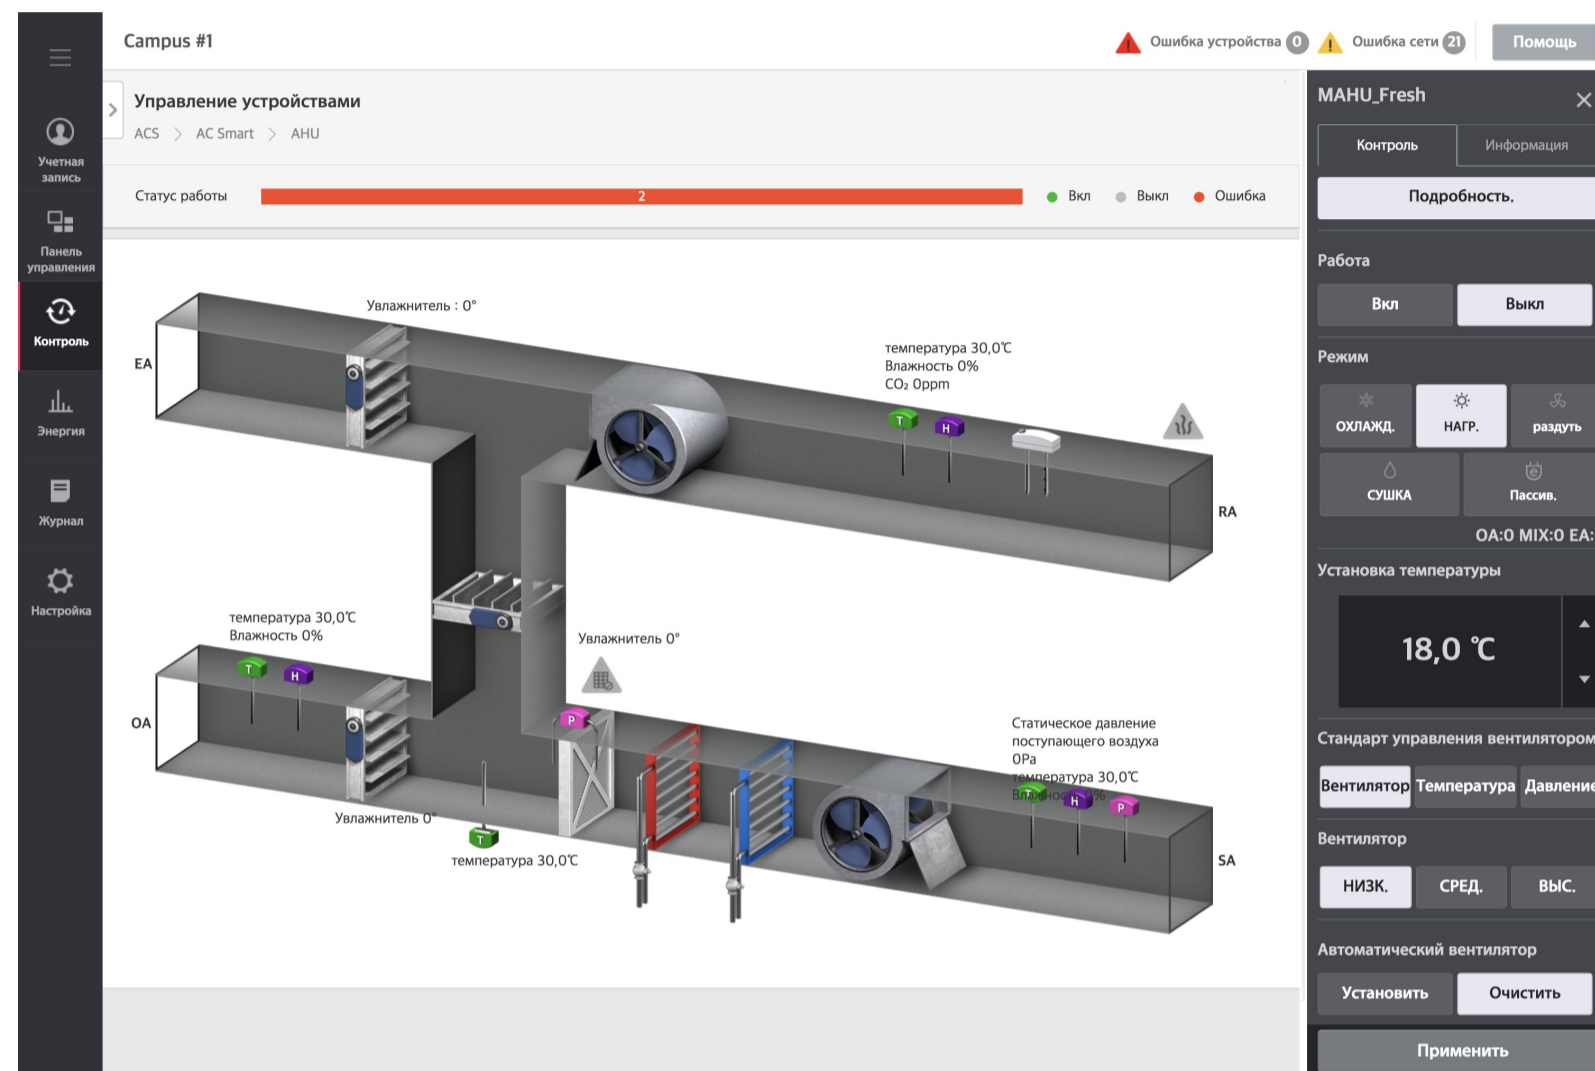 Campus #1
Ошибка устройства 0
Ошибка сети 21
Помощь
Учетная
запись
Панель
управления
Контроль
Энергия
Журнал
Настройка
Управление устройствами
ACS > AC Smart > AHU
Статус работы
2
Вкл
Выкл
Ошибка
Увлажнитель : 0°
EA
температура 30,0℃
Влажность 0%
CO₂ 0ppm
T
H
RA
температура 30,0℃
Влажность 0%
T
H
OA
Увлажнитель 0°
P
Увлажнитель 0°
T
температура 30,0℃
Статическое давление
поступающего воздуха
0Pa
температура 30,0℃
Влажность 0%
T
H
P
SA
MAHU_Fresh
Контроль
Информация
Подробность.
Работа
Вкл
Выкл
Режим
ОХЛАЖД.
НАГР.
раздуть
СУШКА
Пассив.
OA:0 MIX:0 EA:
Установка температуры
18,0 ℃
Стандарт управления вентилятором
Вентилятор
Температура
Давление
Вентилятор
НИЗК.
СРЕД.
ВЫС.
Автоматический вентилятор
Установить
Очистить
Применить